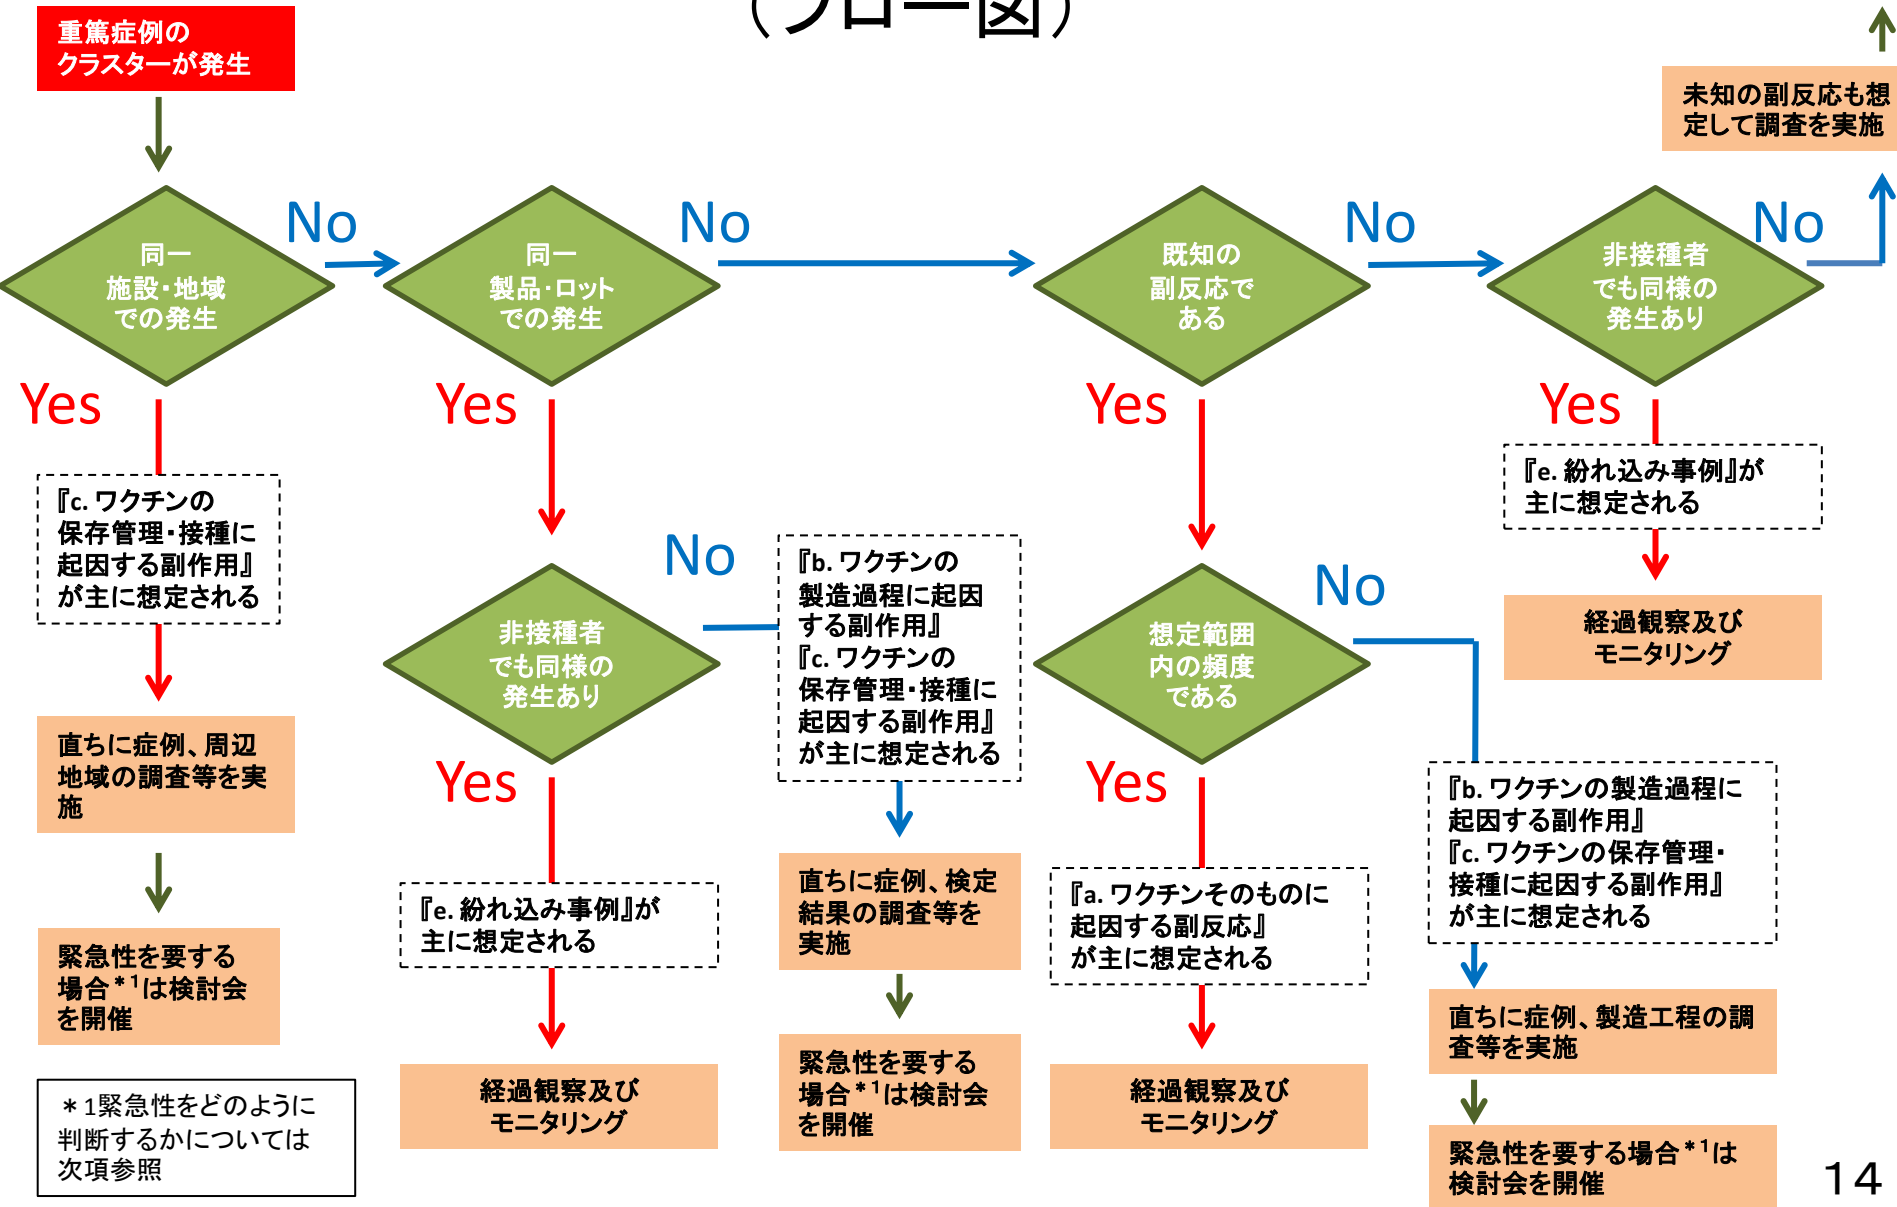 （フロー図）
重篤症例の
クラスターが発生
未知の副反応も想
定して調査を実施
同一
施設・地域
での発生
No
同一
製品・ロット
での発生
No
既知の
副反応で
ある
No
非接種者
でも同様の
発生あり
No
Yes
Yes
Yes
Yes
『c. ワクチンの
保存管理・接種に
起因する副作用』
が主に想定される
『e. 紛れ込み事例』が
主に想定される
経過観察及び
モニタリング
直ちに症例、周辺
地域の調査等を実
施
緊急性を要する
場合＊1は検討会
を開催
非接種者
でも同様の
発生あり
No
『b. ワクチンの
製造過程に起因
する副作用』
『c. ワクチンの
保存管理・接種に
起因する副作用』
が主に想定される
Yes
『e. 紛れ込み事例』が
主に想定される
経過観察及び
モニタリング
直ちに症例、検定
結果の調査等を
実施
緊急性を要する
場合＊1は検討会
を開催
想定範囲
内の頻度
である
No
Yes
『a. ワクチンそのものに
起因する副反応』
が主に想定される
経過観察及び
モニタリング
『b. ワクチンの製造過程に
起因する副作用』
『c. ワクチンの保存管理・
接種に起因する副作用』
が主に想定される
直ちに症例、製造工程の調
査等を実施
緊急性を要する場合＊1は
検討会を開催
＊1緊急性をどのように
判断するかについては
次項参照
14